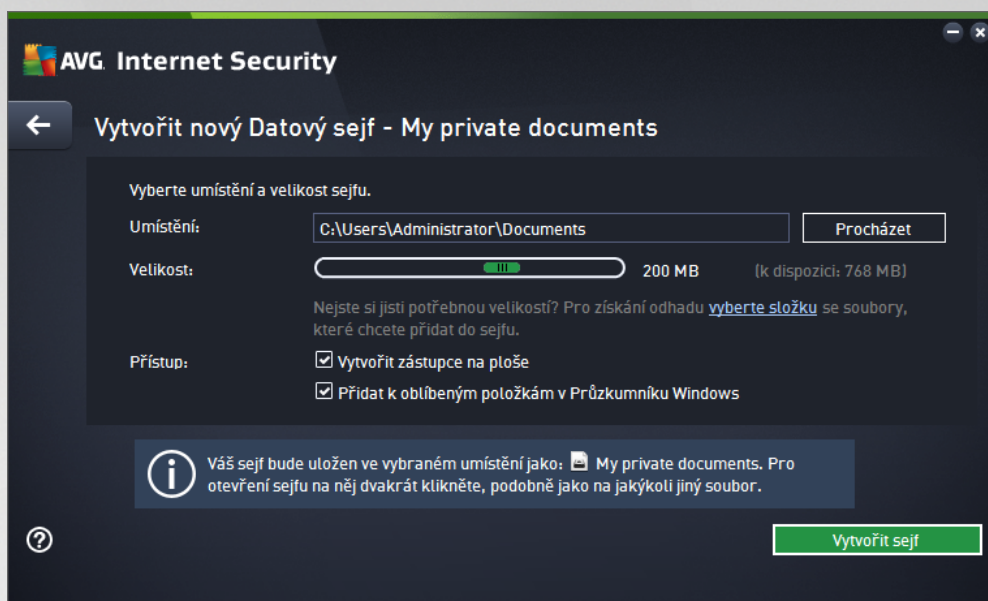 AVG. Internet Security
Vytvořit nový Datový sejf - My private documents
Vyberte umístění a velikost sejfu.
Umístění: C:\Users\Administrator\Documents Procházet
Velikost: 200 MB (k dispozici: 768 MB)
Nejste si jisti potřebnou velikostí? Pro získání odhadu vyberte složku se soubory,
které chcete přidat do sejfu.
Přístup: Vytvořit zástupce na ploše
Přidat k oblíbeným položkám v Průzkumníku Windows
Váš sejf bude uložen ve vybraném umístění jako: My private documents. Pro
otevření sejfu na něj dvakrát klikněte, podobně jako na jakýkoli jiný soubor.
Vytvořit sejf